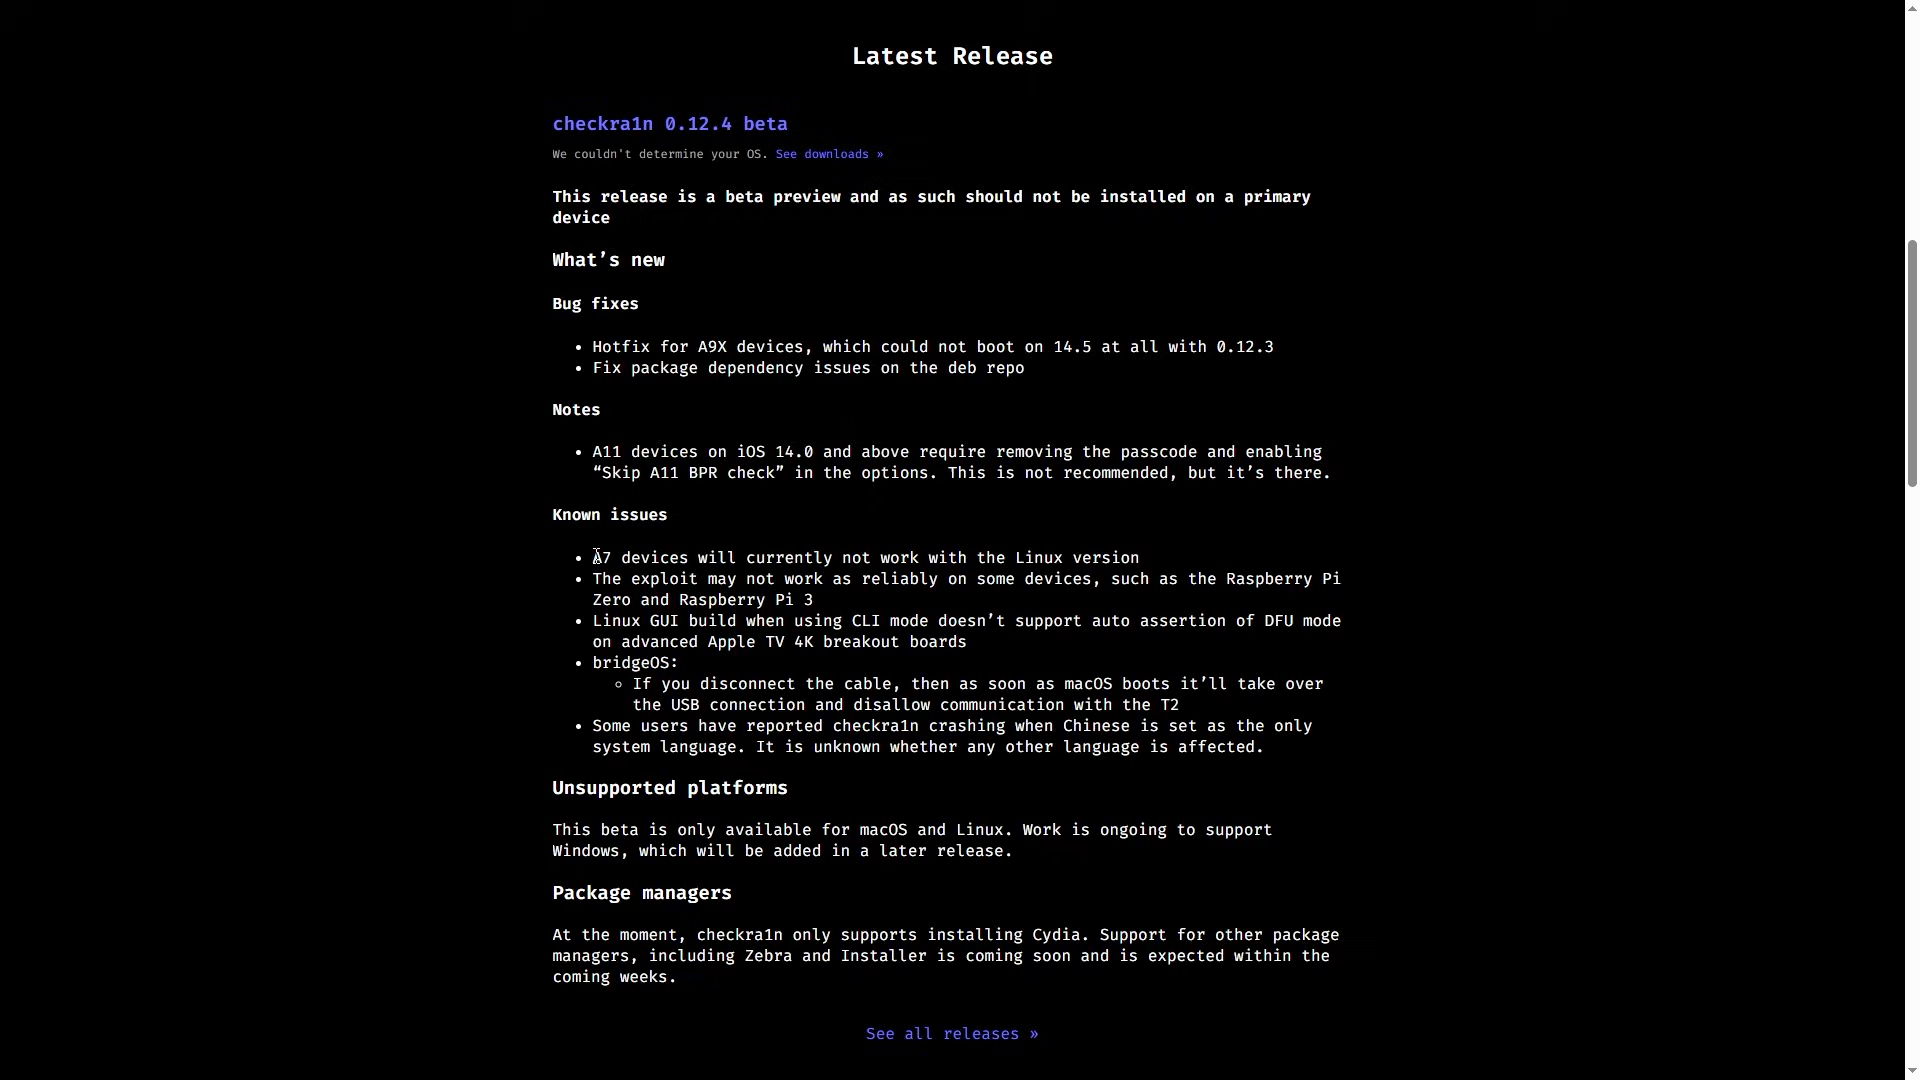 Latest Release
checkra1n 0.12.4 beta
We couldn't determine your OS. See downloads »
This release is a beta preview and as such should not be installed on a primary
device
What’s new
Bug fixes
• Hotfix for A9X devices, which could not boot on 14.5 at all with 0.12.3
• Fix package dependency issues on the deb repo
Notes
• A11 devices on iOS 14.0 and above require removing the passcode and enabling
“Skip A11 BPR check” in the options. This is not recommended, but it’s there.
Known issues
• A7 devices will currently not work with the Linux version
• The exploit may not work as reliably on some devices, such as the Raspberry Pi
Zero and Raspberry Pi 3
• Linux GUI build when using CLI mode doesn’t support auto assertion of DFU mode
on advanced Apple TV 4K breakout boards
• bridgeOS:
◦ If you disconnect the cable, then as soon as macOS boots it’ll take over
the USB connection and disallow communication with the T2
• Some users have reported checkra1n crashing when Chinese is set as the only
system language. It is unknown whether any other language is affected.
Unsupported platforms
This beta is only available for macOS and Linux. Work is ongoing to support
Windows, which will be added in a later release.
Package managers
At the moment, checkra1n only supports installing Cydia. Support for other package
managers, including Zebra and Installer is coming soon and is expected within the
coming weeks.
See all releases »